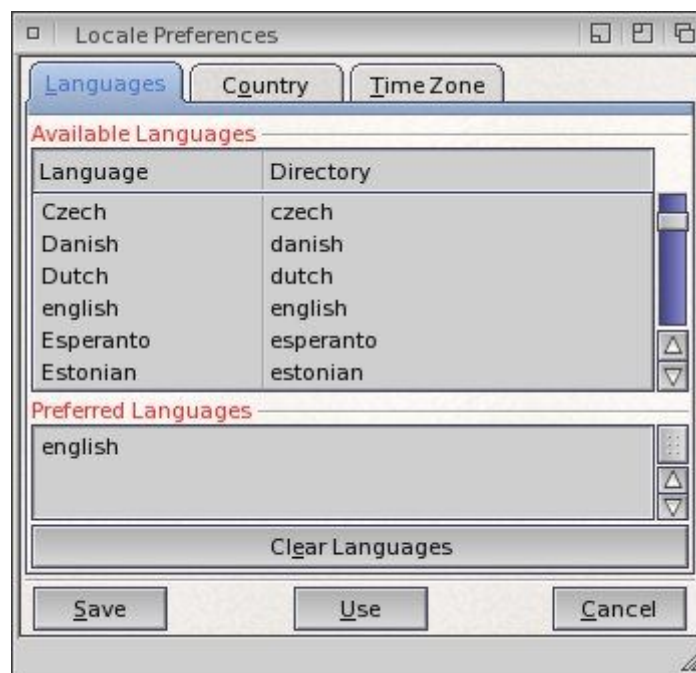 Locale Preferences
Languages Country Time Zone
Available Languages
Language Directory
Czech czech
Danish danish
Dutch dutch
english english
Esperanto esperanto
Estonian estonian
Preferred Languages
english
Clear Languages
Save Use Cancel